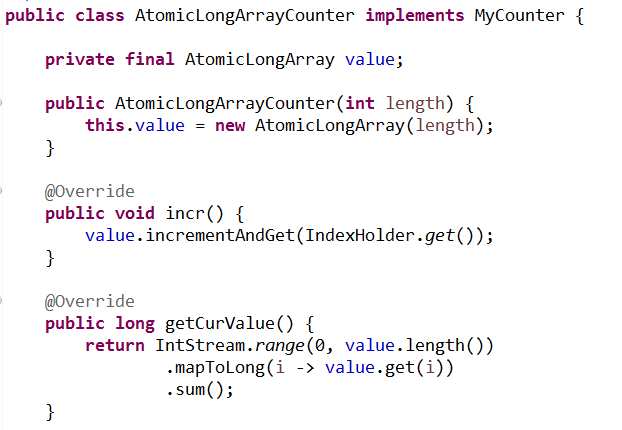 public class AtomicLongArrayCounter implements MyCounter {
private final AtomicLongArray value;
public AtomicLongArrayCounter(int length) {
this.value = new AtomicLongArray(length);
}
@Override
public void incr() {
value.incrementAndGet(IndexHolder.get());
}
@Override
public long getCurValue() {
return IntStream.range(0, value.length())
.mapToLong(i -> value.get(i))
.sum();
}